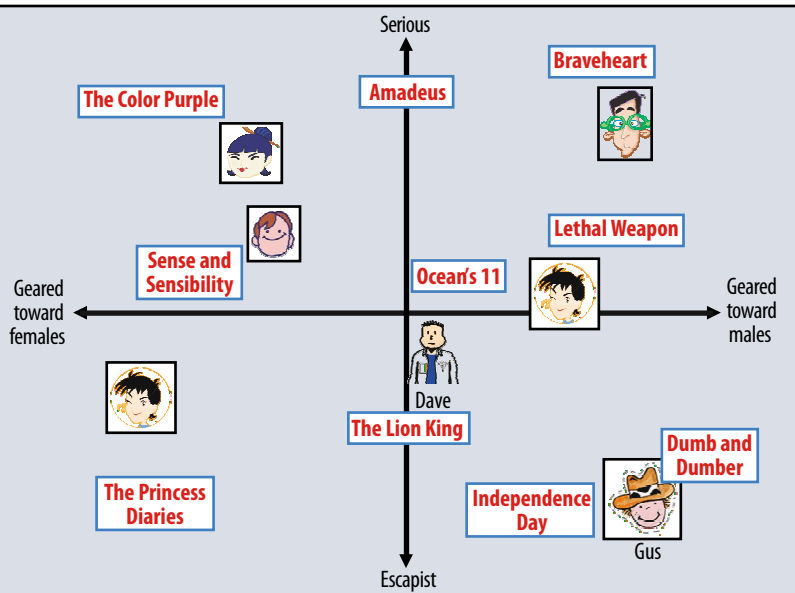 Serious
Braveheart
The Color Purple
Amadeus
Lethal Weapon
Sense and
Sensibility
Ocean's 11
Geared
toward
females
Geared
toward
males
Dave
The Lion King
Dumb and
Dumber
The Princess
Diaries
Independence
Day
Gus
Escapist